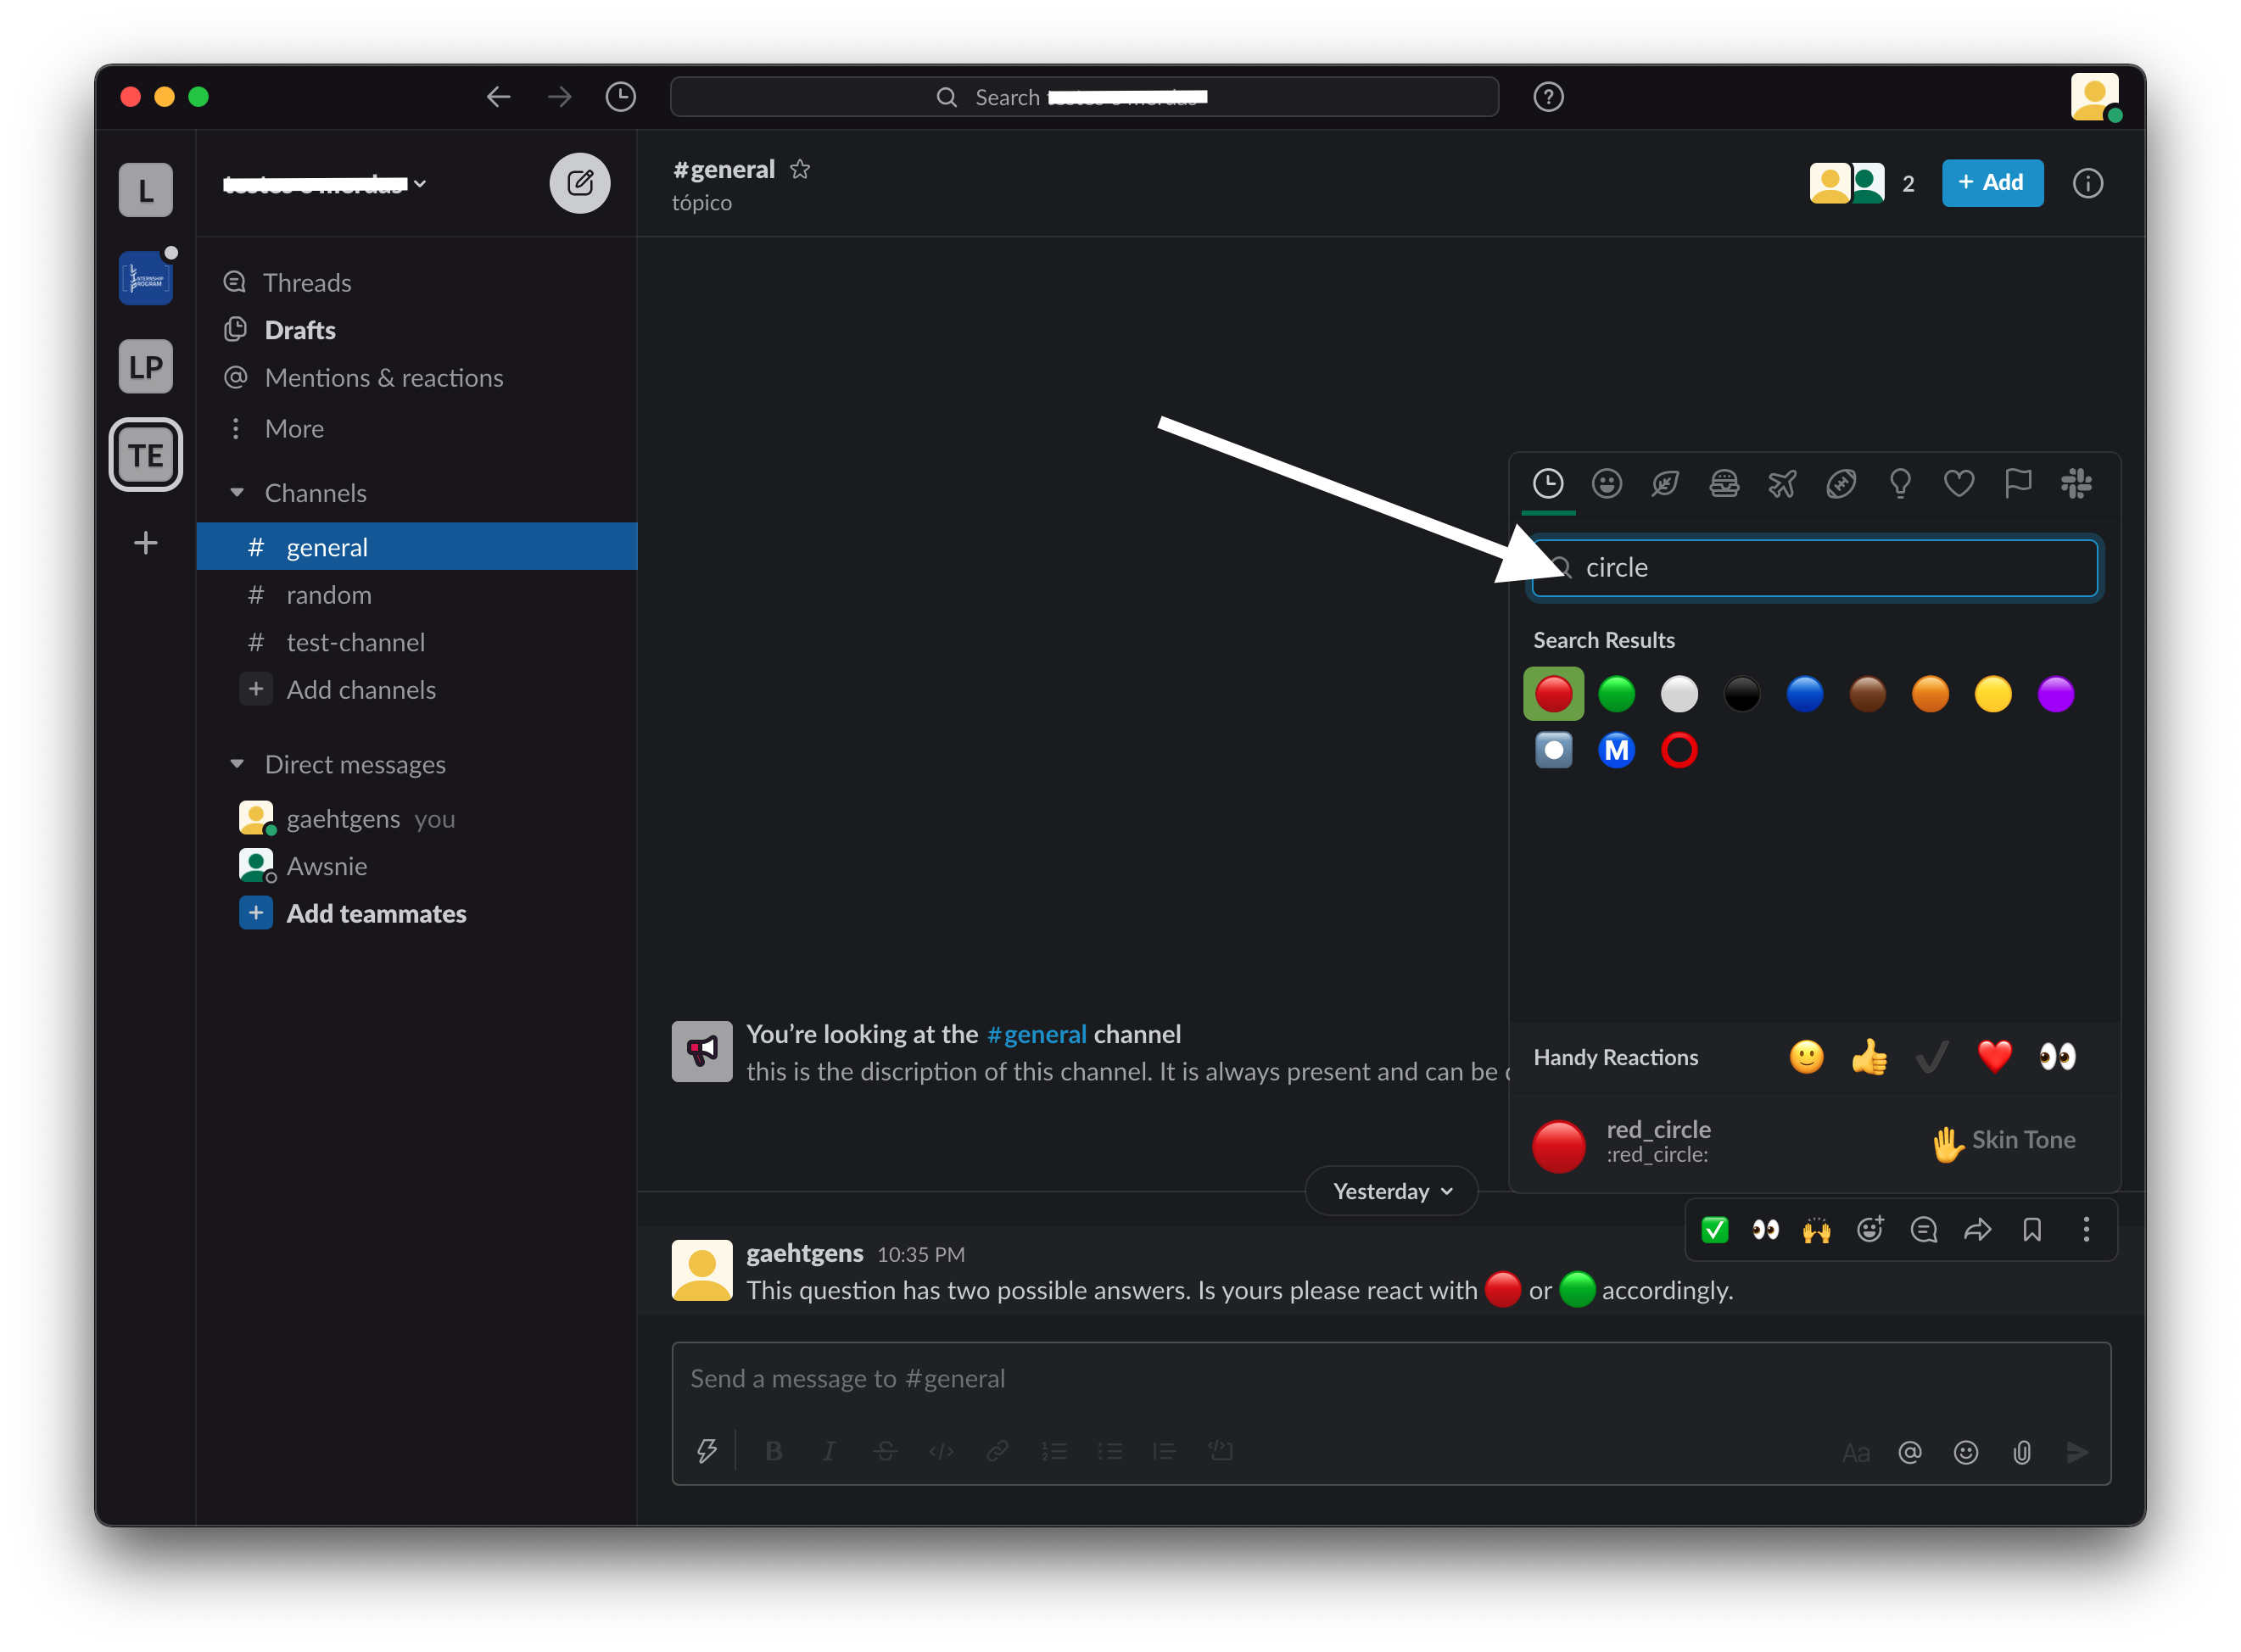 Search
L
INTERNSHIP
PROGRAM
LP
TE
Threads
Drafts
Mentions & reactions
More
Channels
# general
# random
# test-channel
Add channels
Direct messages
gaehtgens you
Awsnie
Add teammates
#general
tópico
2
+ Add
circle
Search Results
M
Handy Reactions
red_circle
:red_circle:
Skin Tone
You're looking at the #general channel
this is the discription of this channel. It is always present and can be
Yesterday
gaehtgens 10:35 PM
This question has two possible answers. Is yours please react with or accordingly.
Send a message to #general
B I S </>
Aa @